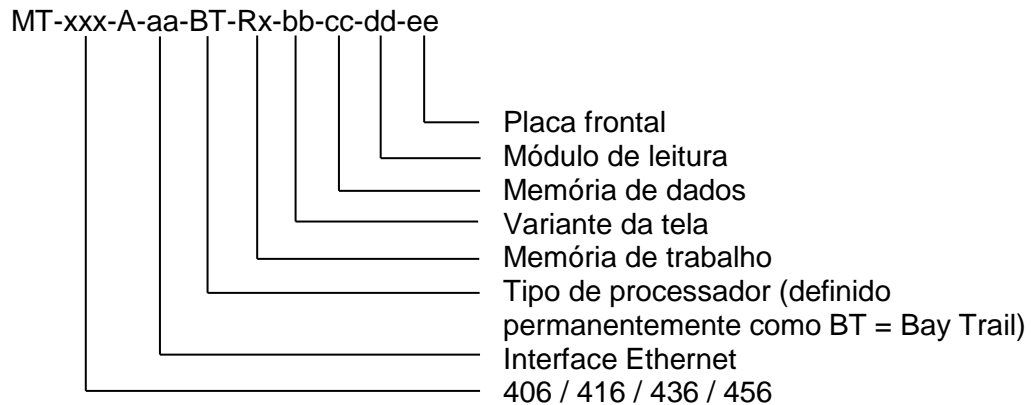 MT-xxx-A-aa-BT-Rx-bb-cc-dd-ee
Placa frontal
Módulo de leitura
Memória de dados
Variante da tela
Memória de trabalho
Tipo de processador (definido
permanentemente como BT = Bay Trail)
Interface Ethernet
406 / 416 / 436 / 456